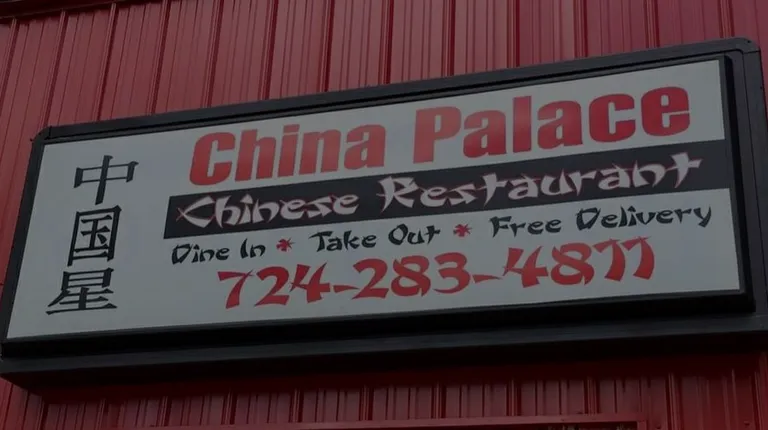 中国星
China Palace
Chinese Restaurant
Dine In * Take Out * Free Delivery
724-283-4877